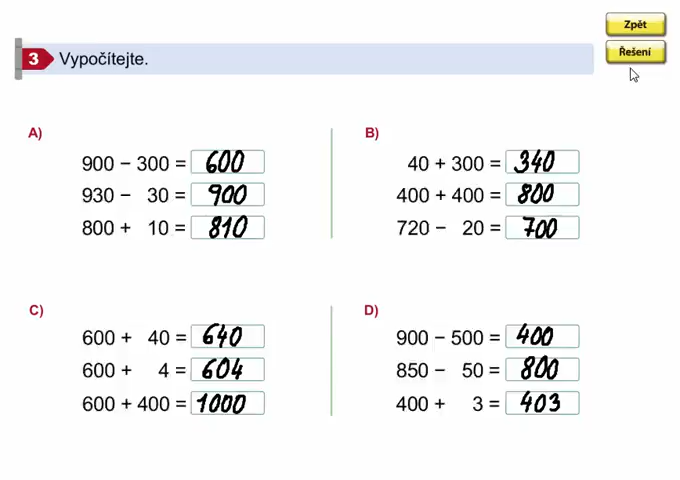 Zpět
Řešení
3 Vypočítejte.
A)
900 − 300 = 600
930 − 30 = 900
800 + 10 = 810
B)
40 + 300 = 340
400 + 400 = 800
720 − 20 = 700
C)
600 + 40 = 640
600 + 4 = 604
600 + 400 = 1000
D)
900 − 500 = 400
850 − 50 = 800
400 + 3 = 403